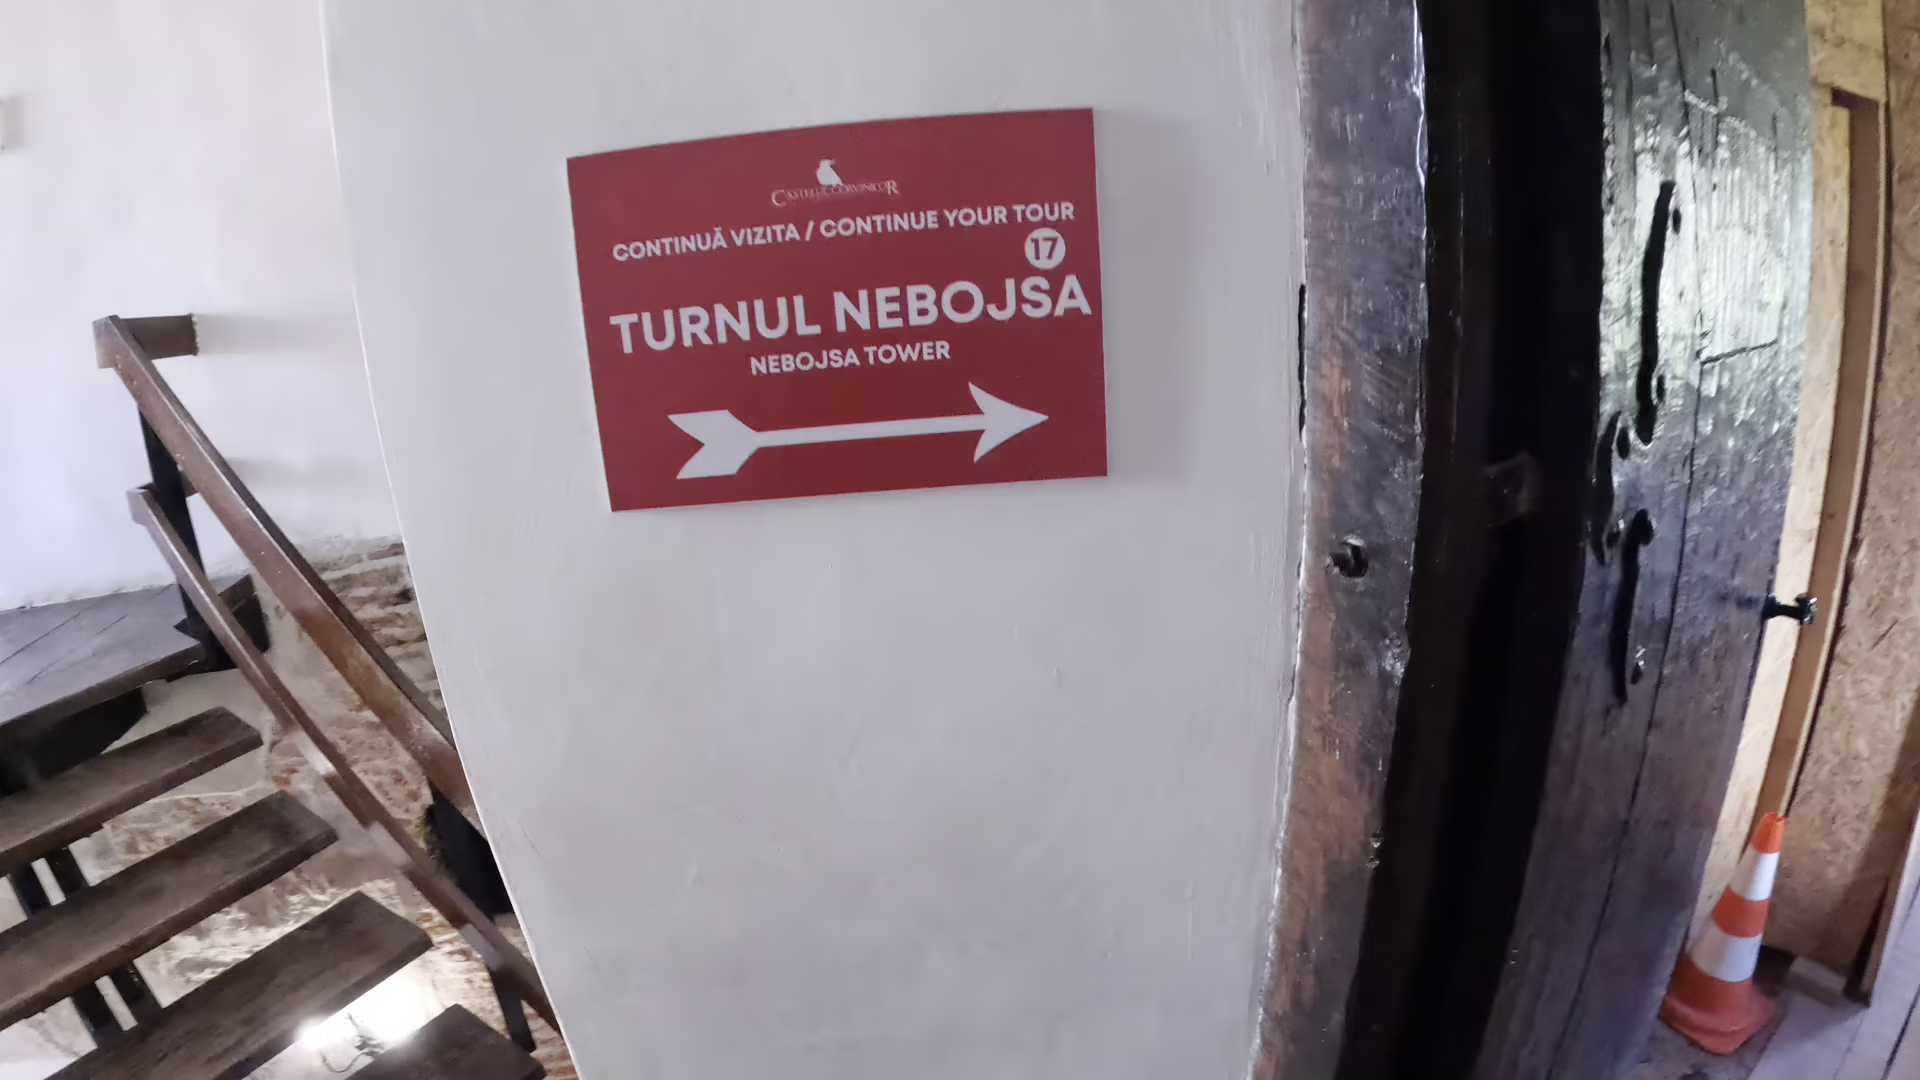 CASTELUL CORVINILOR
CONTINUĂ VIZITA / CONTINUE YOUR TOUR
17
TURNUL NEBOJSA
NEBOJSA TOWER